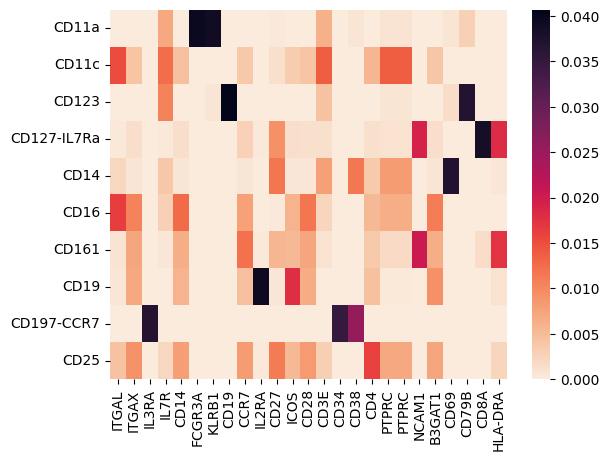 CD11a
CD11c
CD123
CD127-IL7Ra
CD14
CD16
CD161
CD19
CD197-CCR7
CD25
ITGAL
ITGAX
IL3RA
IL7R
CD14
FCGR3A
KLRB1
CD19
CCR7
IL2RA
CD27
ICOS
CD28
CD3E
CD34
CD38
CD4
PTPRC
PTPRC
NCAM1
B3GAT1
CD69
CD79B
CD8A
HLA-DRA
0.040
0.035
0.030
0.025
0.020
0.015
0.010
0.005
0.000